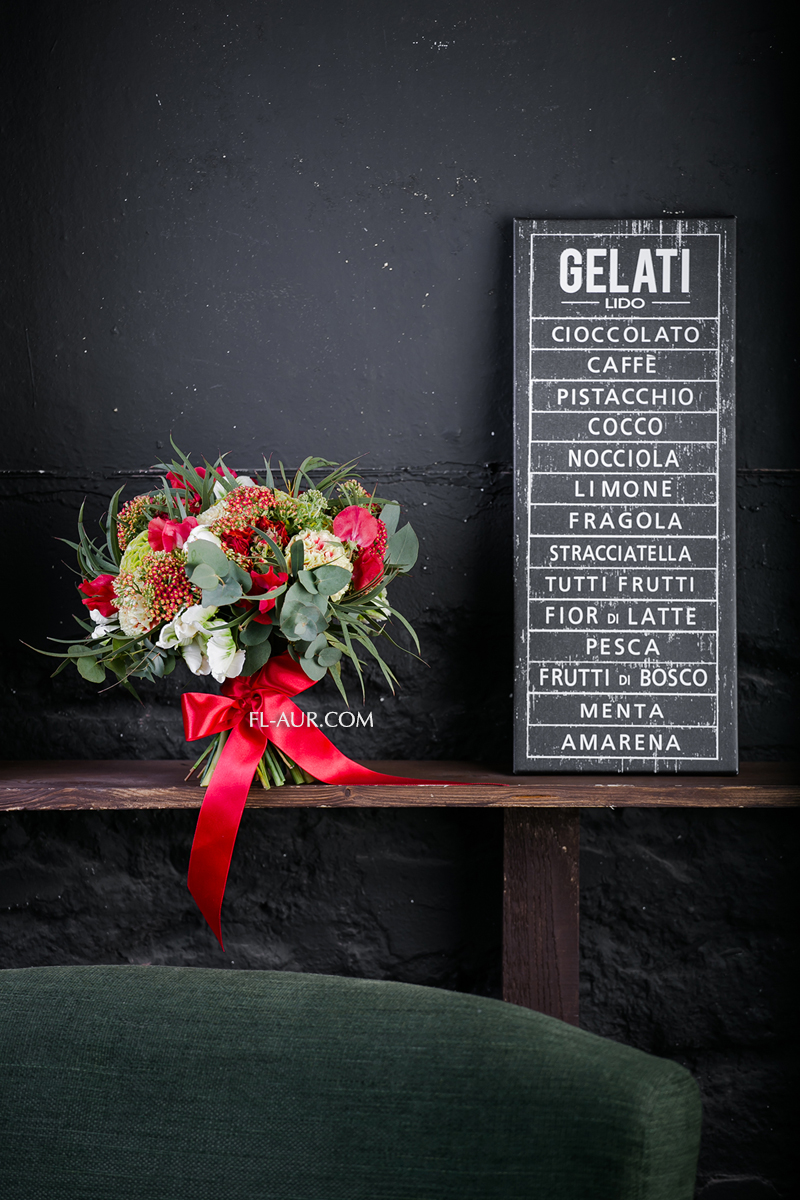 GELATI
LIDO
CIOCCOLATO
CAFFÈ
PISTACCHIO
COCCO
NOCCIOLA
LIMONE
FRAGOLA
STRACCIATELLA
TUTTI FRUTTI
FIOR DI LATTE
PESCA
FRUTTI DI BOSCO
MENTA
AMARENA
FL-AUR.COM